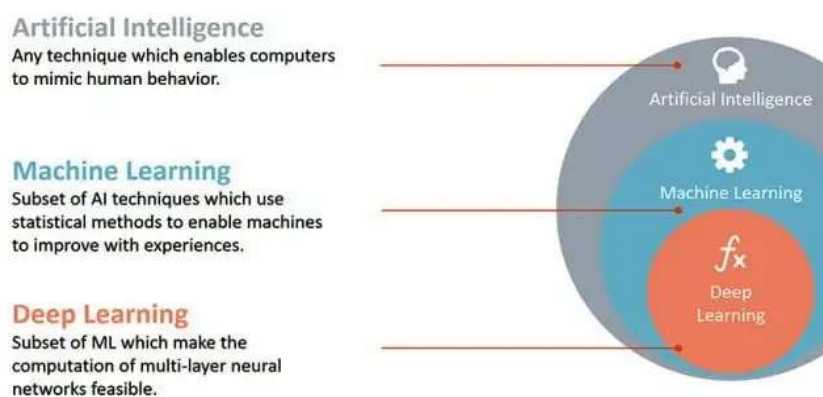 Artificial Intelligence
Any technique which enables computers
to mimic human behavior.
Machine Learning
Subset of AI techniques which use
statistical methods to enable machines
to improve with experiences.
Deep Learning
Subset of ML which make the
computation of multi-layer neural
networks feasible.
Artificial Intelligence
Machine Learning
fx
Deep
Learning